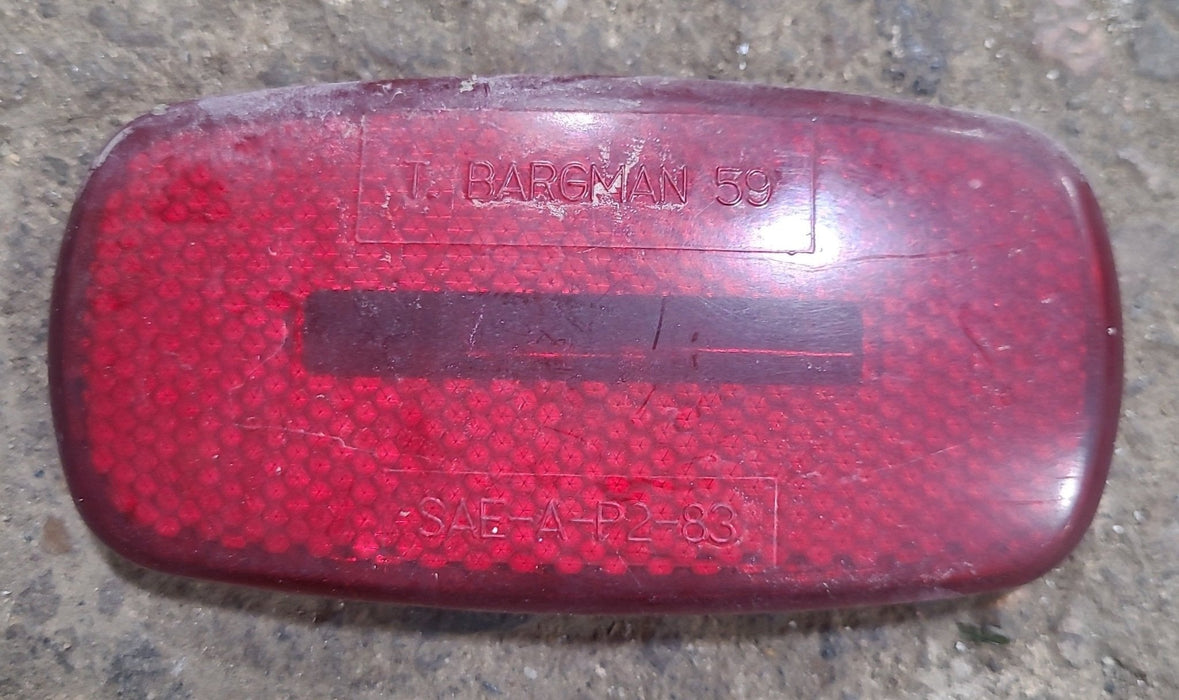 T. BARGMAN 59
SAE-A-P2-83